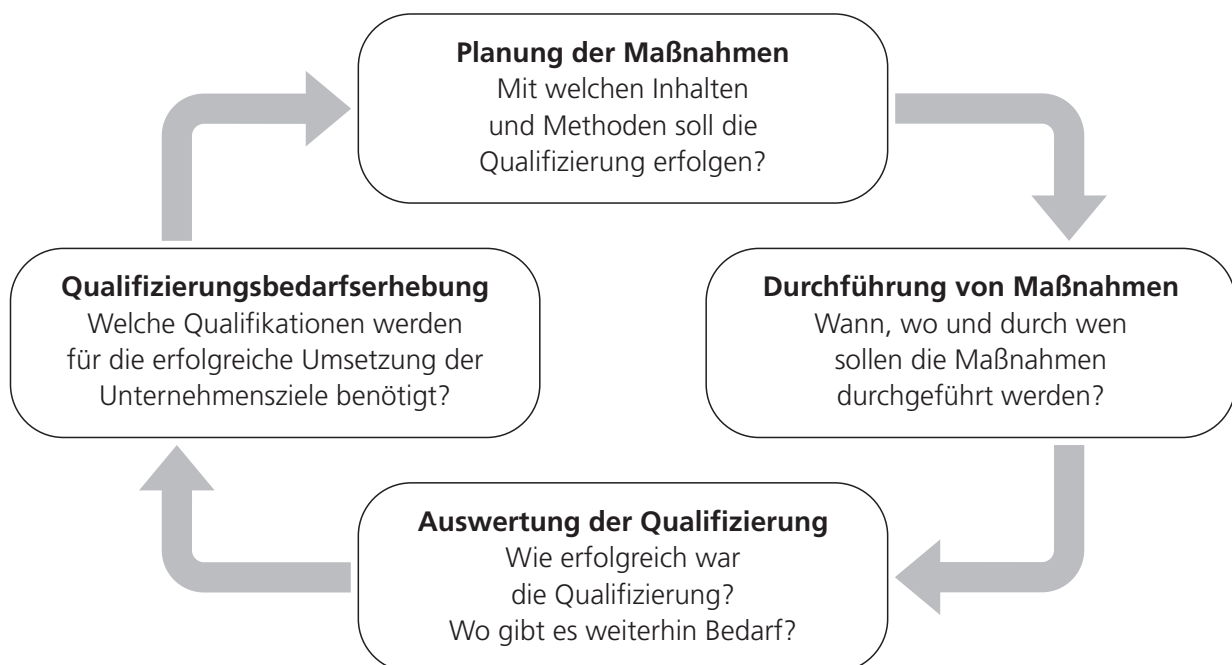 Planung der Maßnahmen
Mit welchen Inhalten
und Methoden soll die
Qualifizierung erfolgen?
Qualifizierungsbedarfserhebung
Welche Qualifikationen werden
für die erfolgreiche Umsetzung der
Unternehmensziele benötigt?
Durchführung von Maßnahmen
Wann, wo und durch wen
sollen die Maßnahmen
durchgeführt werden?
Auswertung der Qualifizierung
Wie erfolgreich war
die Qualifizierung?
Wo gibt es weiterhin Bedarf?